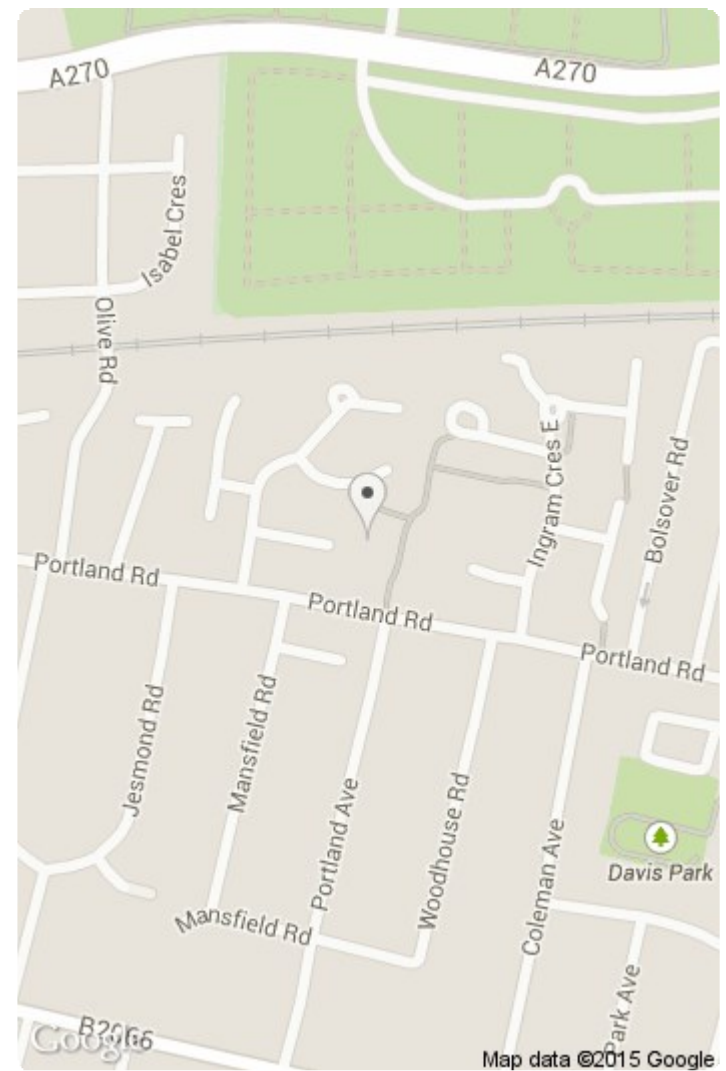 A270
A270
Isabel Cres
Olive Rd
Ingram Cres E
Bolsover Rd
Portland Rd
Portland Rd
Portland Rd
Jesmond Rd
Mansfield Rd
Portland Ave
Woodhouse Rd
Coleman Ave
Davis Park
Mansfield Rd
Park Ave
B2066
Google
Map data ©2015 Google